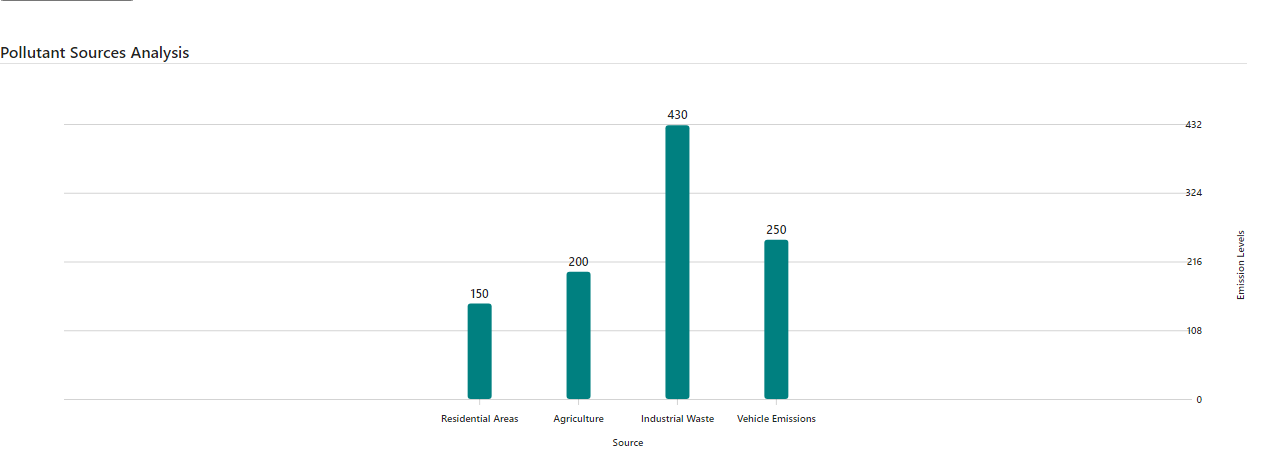 Pollutant Sources Analysis
430
432
324
250
216
200
150
108
0
Emission Levels
Residential Areas
Agriculture
Industrial Waste
Vehicle Emissions
Source